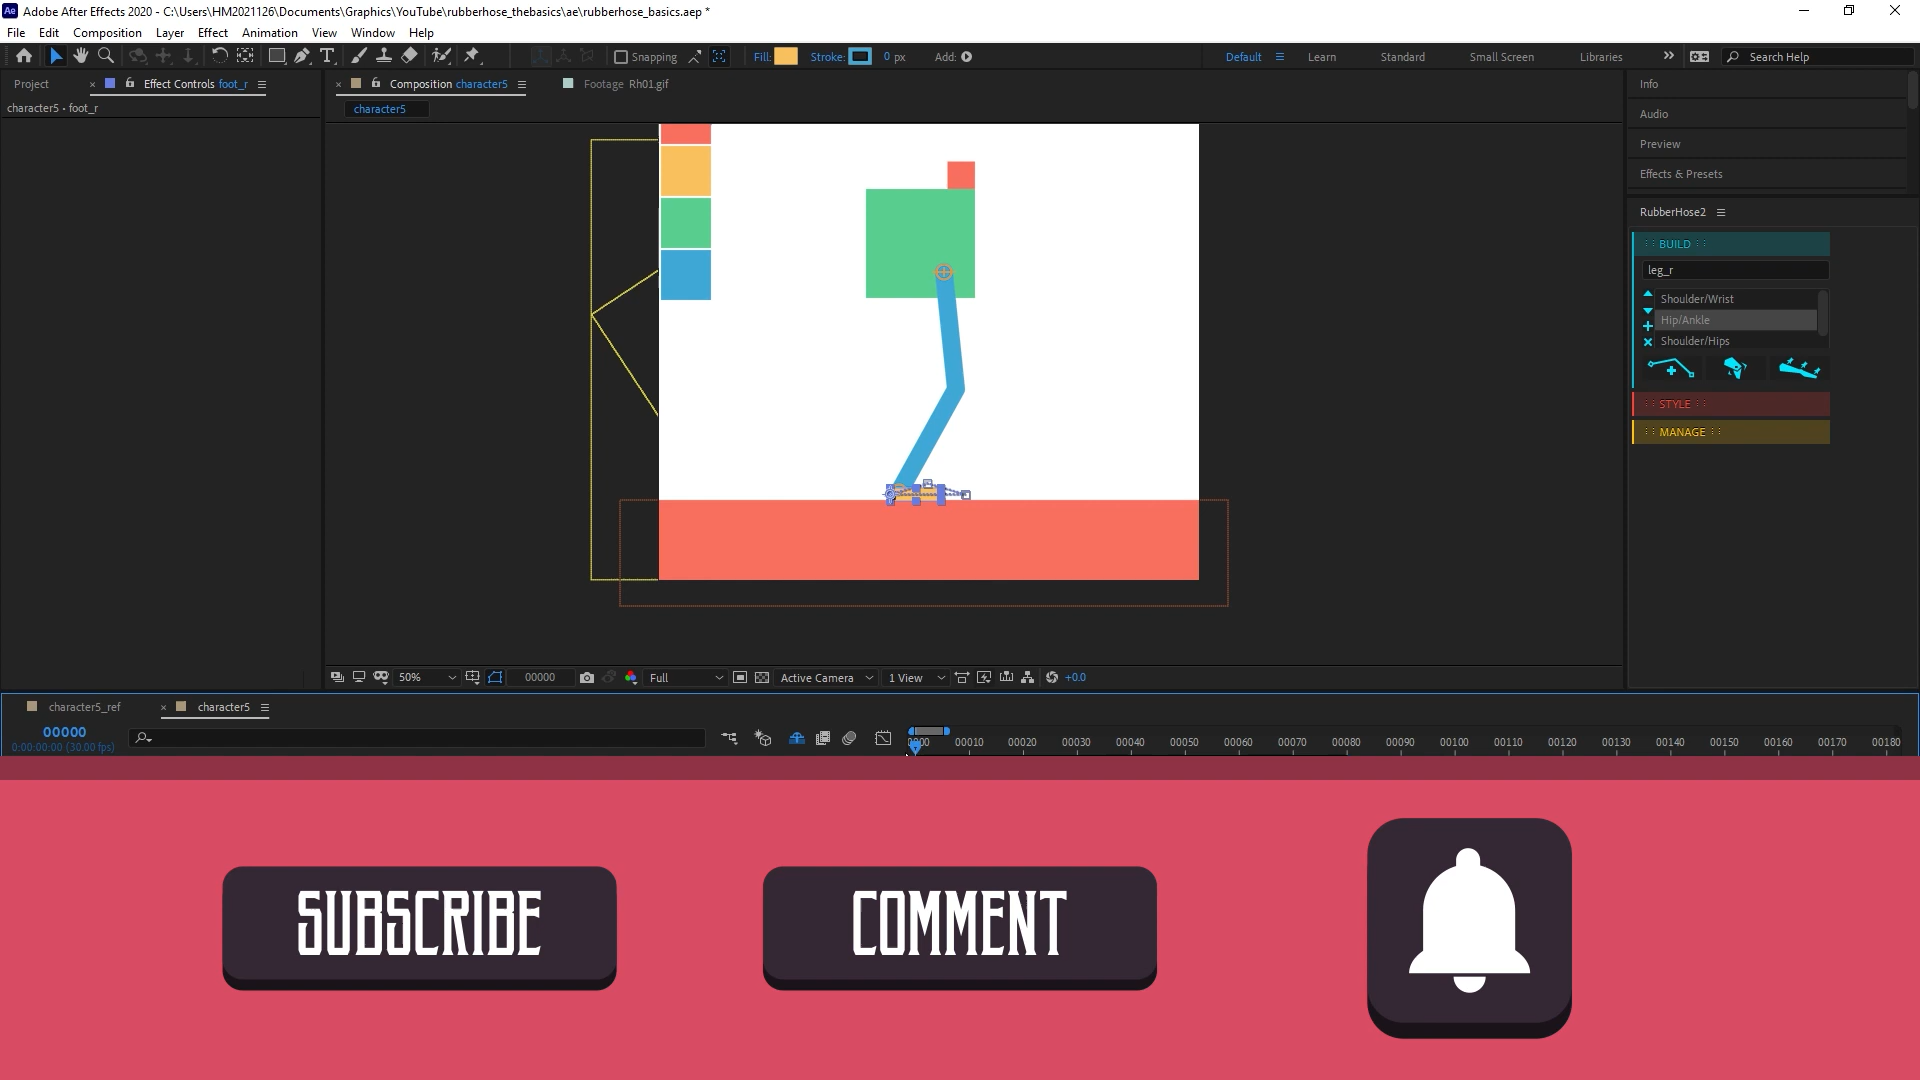 Adobe After Effects 2020 - C:\Users\HM2021126\Documents\Graphics\YouTube\rubberhose_thebasics\ae\rubberhose_basics.aep *
File Edit Composition Layer Effect Animation View Window Help
Snapping Fill: Stroke: 0 px Add: Default Learn Standard Small Screen Libraries Search Help
Project Effect Controls foot_r Composition character5 Footage Rh01.gif Info
character5 • foot_r character5
Audio
Preview
Effects & Presets
RubberHose2
BUILD
leg_r
Shoulder/Wrist
Hip/Ankle
Shoulder/Hips
STYLE
MANAGE
50% 00000 Full Active Camera 1 View +0.0
character5_ref character5
00000
0:00:00:00 (30.00 fps)
0000 00010 00020 00030 00040 00050 00060 00070 00080 00090 00100 00110 00120 00130 00140 00150 00160 00170 00180
SUBSCRIBE COMMENT